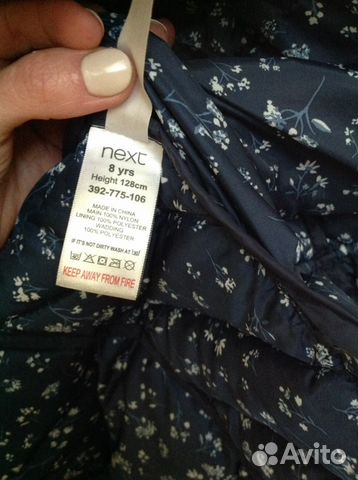 next
8 yrs
Height 128cm
392-775-106
MADE IN CHINA
MAIN 100% NYLON
LINING 100% POLYESTER
WADDING
100% POLYESTER
IF IT'S NOT DIRTY WASH AT 30
KEEP AWAY FROM FIRE
Avito